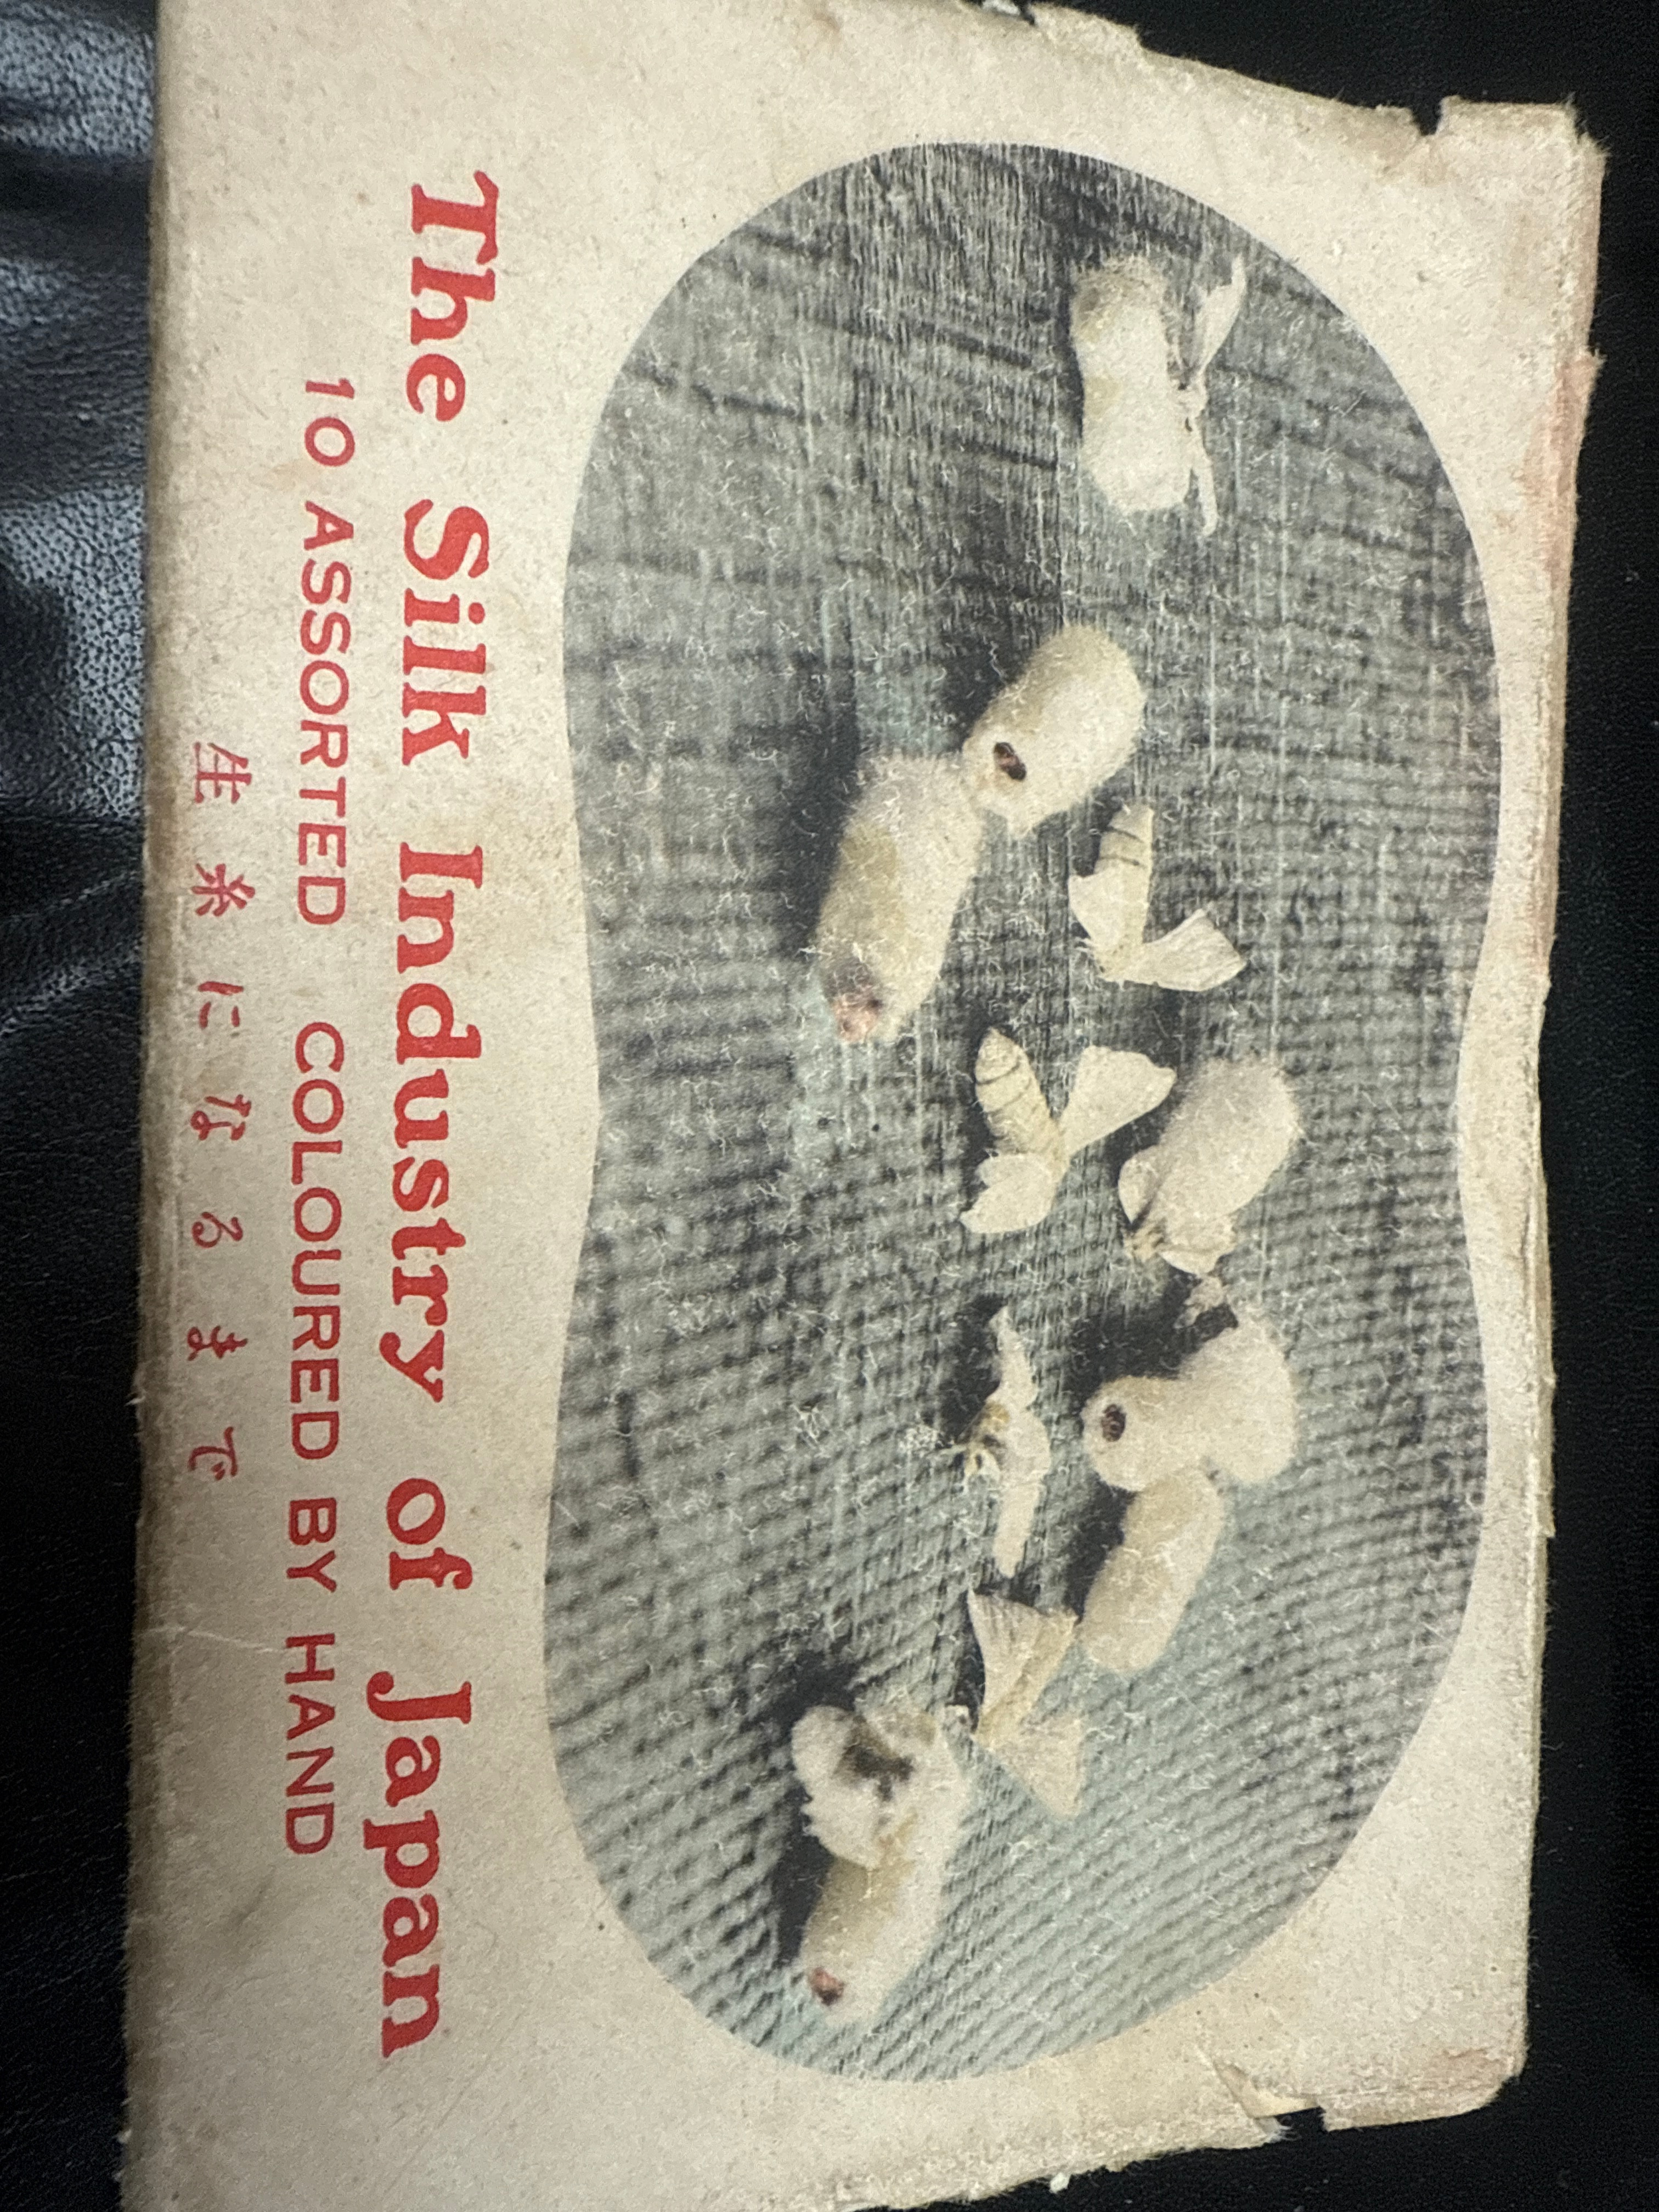 The Silk Industry of Japan
10 ASSORTED COLOURED BY HAND
生糸になるまで